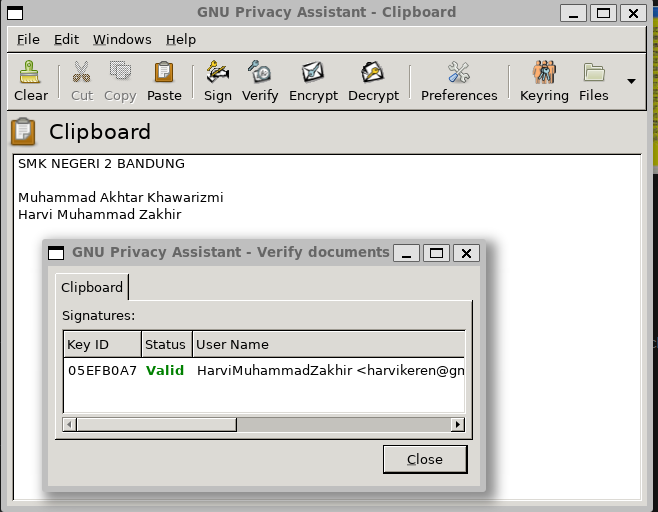 GNU Privacy Assistant - Clipboard
File Edit Windows Help
Clear Cut Copy Paste Sign Verify Encrypt Decrypt Preferences Keyring Files
Clipboard
SMK NEGERI 2 BANDUNG
Muhammad Akhtar Khawarizmi
Harvi Muhammad Zakhir
GNU Privacy Assistant - Verify documents
Clipboard
Signatures:
Key ID Status User Name
05EFB0A7 Valid HarviMuhammadZakhir <harvikeren@gm
Close